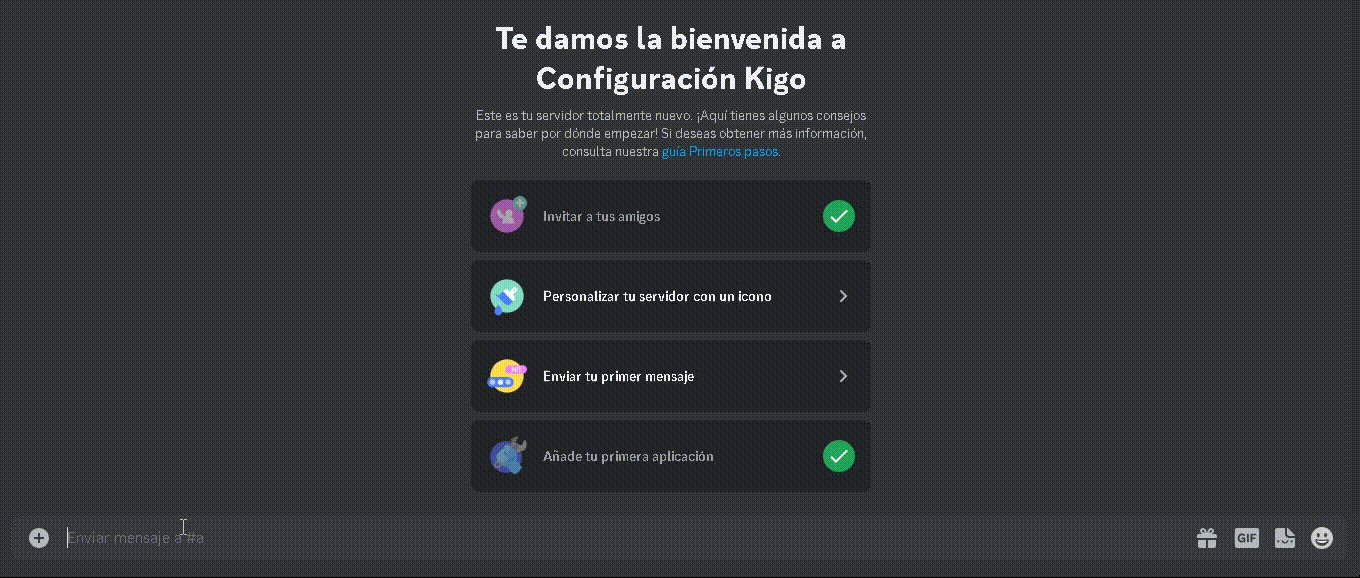 Te damos la bienvenida a
Configuración Kigo
Este es tu servidor totalmente nuevo. ¡Aquí tienes algunos consejos
para saber por dónde empezar! Si deseas obtener más información,
consulta nuestra guía Primeros pasos.
Invitar a tus amigos
Personalizar tu servidor con un icono
Enviar tu primer mensaje
Añade tu primera aplicación
Enviar mensaje a #a
GIF